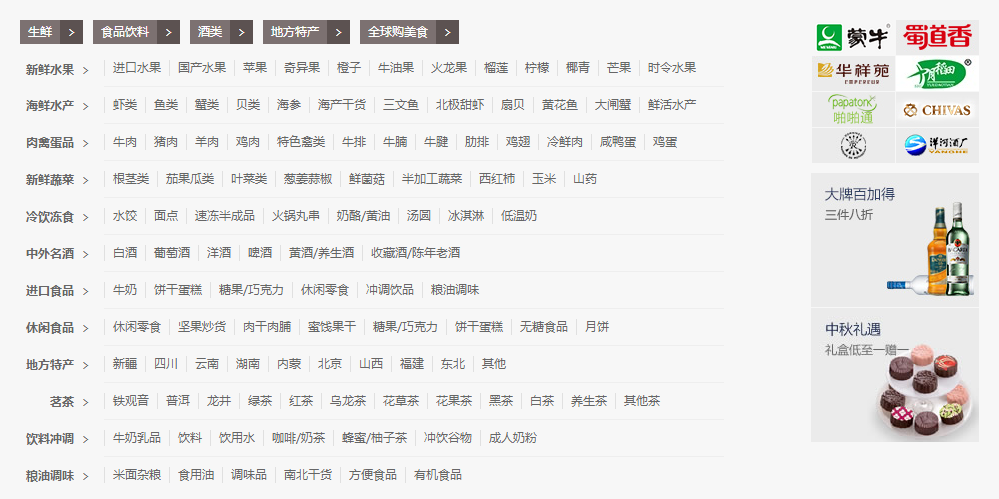 生鲜 > 食品饮料 > 酒类 > 地方特产 > 全球购美食 >
新鲜水果 > 进口水果 国产水果 苹果 奇异果 橙子 牛油果 火龙果 榴莲 柠檬 椰青 芒果 时令水果
海鲜水产 > 虾类 鱼类 蟹类 贝类 海参 海产干货 三文鱼 北极甜虾 扇贝 黄花鱼 大闸蟹 鲜活水产
肉禽蛋品 > 牛肉 猪肉 羊肉 鸡肉 特色禽类 牛排 牛腩 牛腱 肋排 鸡翅 冷鲜肉 咸鸭蛋 鸡蛋
新鲜蔬菜 > 根茎类 茄果瓜类 叶菜类 葱姜蒜椒 鲜菌菇 半加工蔬菜 西红柿 玉米 山药
冷饮冻食 > 水饺 面点 速冻半成品 火锅丸串 奶酪/黄油 汤圆 冰淇淋 低温奶
中外名酒 > 白酒 葡萄酒 洋酒 啤酒 黄酒/养生酒 收藏酒/陈年老酒
进口食品 > 牛奶 饼干蛋糕 糖果/巧克力 休闲零食 冲调饮品 粮油调味
休闲食品 > 休闲零食 坚果炒货 肉干肉脯 蜜饯果干 糖果/巧克力 饼干蛋糕 无糖食品 月饼
地方特产 > 新疆 四川 云南 湖南 内蒙 北京 山西 福建 东北 其他
茗茶 > 铁观音 普洱 龙井 绿茶 红茶 乌龙茶 花草茶 花果茶 黑茶 白茶 养生茶 其他茶
饮料冲调 > 牛奶乳品 饮料 饮用水 咖啡/奶茶 蜂蜜/柚子茶 冲饮谷物 成人奶粉
粮油调味 > 米面杂粮 食用油 调味品 南北干货 方便食品 有机食品
蒙牛 蜀道香
华祥苑
EMPEREUR
papatonk
啪啪通 CHIVAS
洋河酒厂
YANGHE
大牌百加得
三件八折
中秋礼遇
礼盒低至一赠一